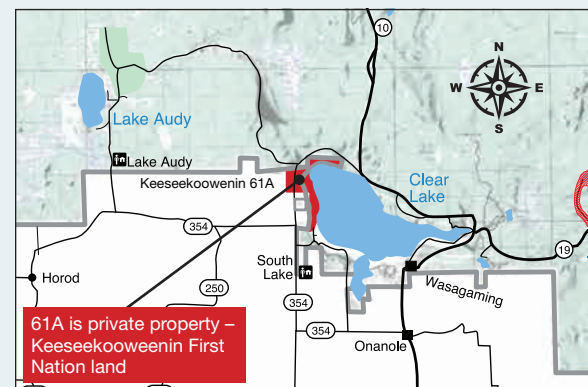 10
N
W E
S
Lake Audy
Lake Audy
Keeseekoowenin 61A
Clear
Lake
354
19
South
Lake
Horod
250
Wasagaming
354
61A is private property –
Keeseekooweenin First
Nation land
354
Onanole